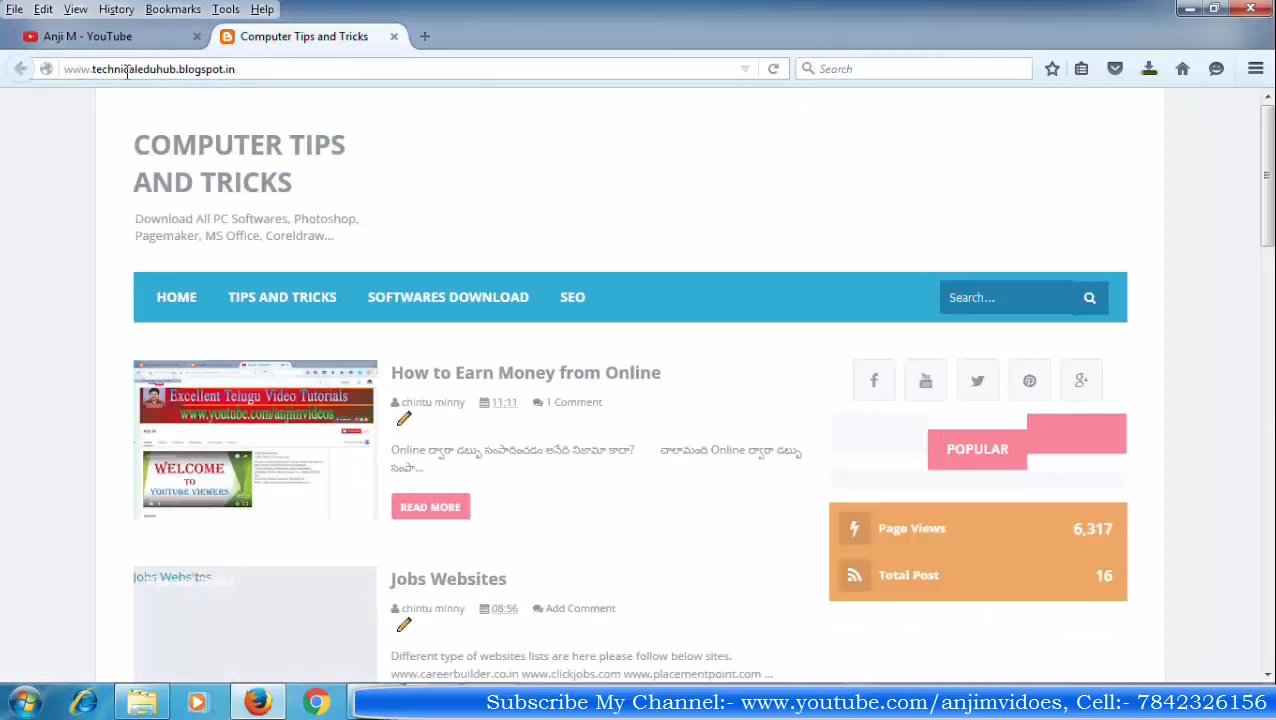 File Edit View History Bookmarks Tools Help
Anji M - YouTube
Computer Tips and Tricks
www.technicaleduhub.blogspot.in
Search
COMPUTER TIPS
AND TRICKS
Download All PC Softwares, Photoshop,
Pagemaker, MS Office, Coreldraw...
HOME TIPS AND TRICKS SOFTWARES DOWNLOAD SEO
Search...
Excellent Telugu Video Tutorials
www.youtube.com/anjimvideos
Anji M
WELCOME
TO
YOUTUBE VIEWERS
How to Earn Money from Online
chintu minny 11:11 1 Comment
Online ద్వారా డబ్బు సంపాదించడం అనేది నిజామా కాదా? చాలామంది Online ద్వారా డబ్బు
సంపా...
READ MORE
POPULAR
Page Views 6,317
Total Post 16
Jobs Websites
Jobs Websites
chintu minny 08:56 Add Comment
Different type of websites lists are here please follow below sites.
www.careerbuilder.co.in www.clickjobs.com www.placementpoint.com ...
Subscribe My Channel:- www.youtube.com/anjimvidoes, Cell:- 7842326156